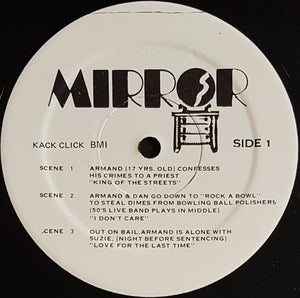 MIRROR
KACK CLICK BMI
SIDE 1
SCENE 1 ARMAND (17 YRS. OLD) CONFESSES
HIS CRIMES TO A PRIEST
"KING OF THE STREETS"
SCENE 2 ARMAND & DAN GO DOWN TO "ROCK A BOWL"
TO STEAL DIMES FROM BOWLING BALL POLISHERS
(50'S LIVE BAND PLAYS IN MIDDLE)
"I DON'T CARE"
SCENE 3 OUT ON BAIL, ARMAND IS ALONE WITH
SUZIE, (NIGHT BEFORE SENTENCING)
"LOVE FOR THE LAST TIME"